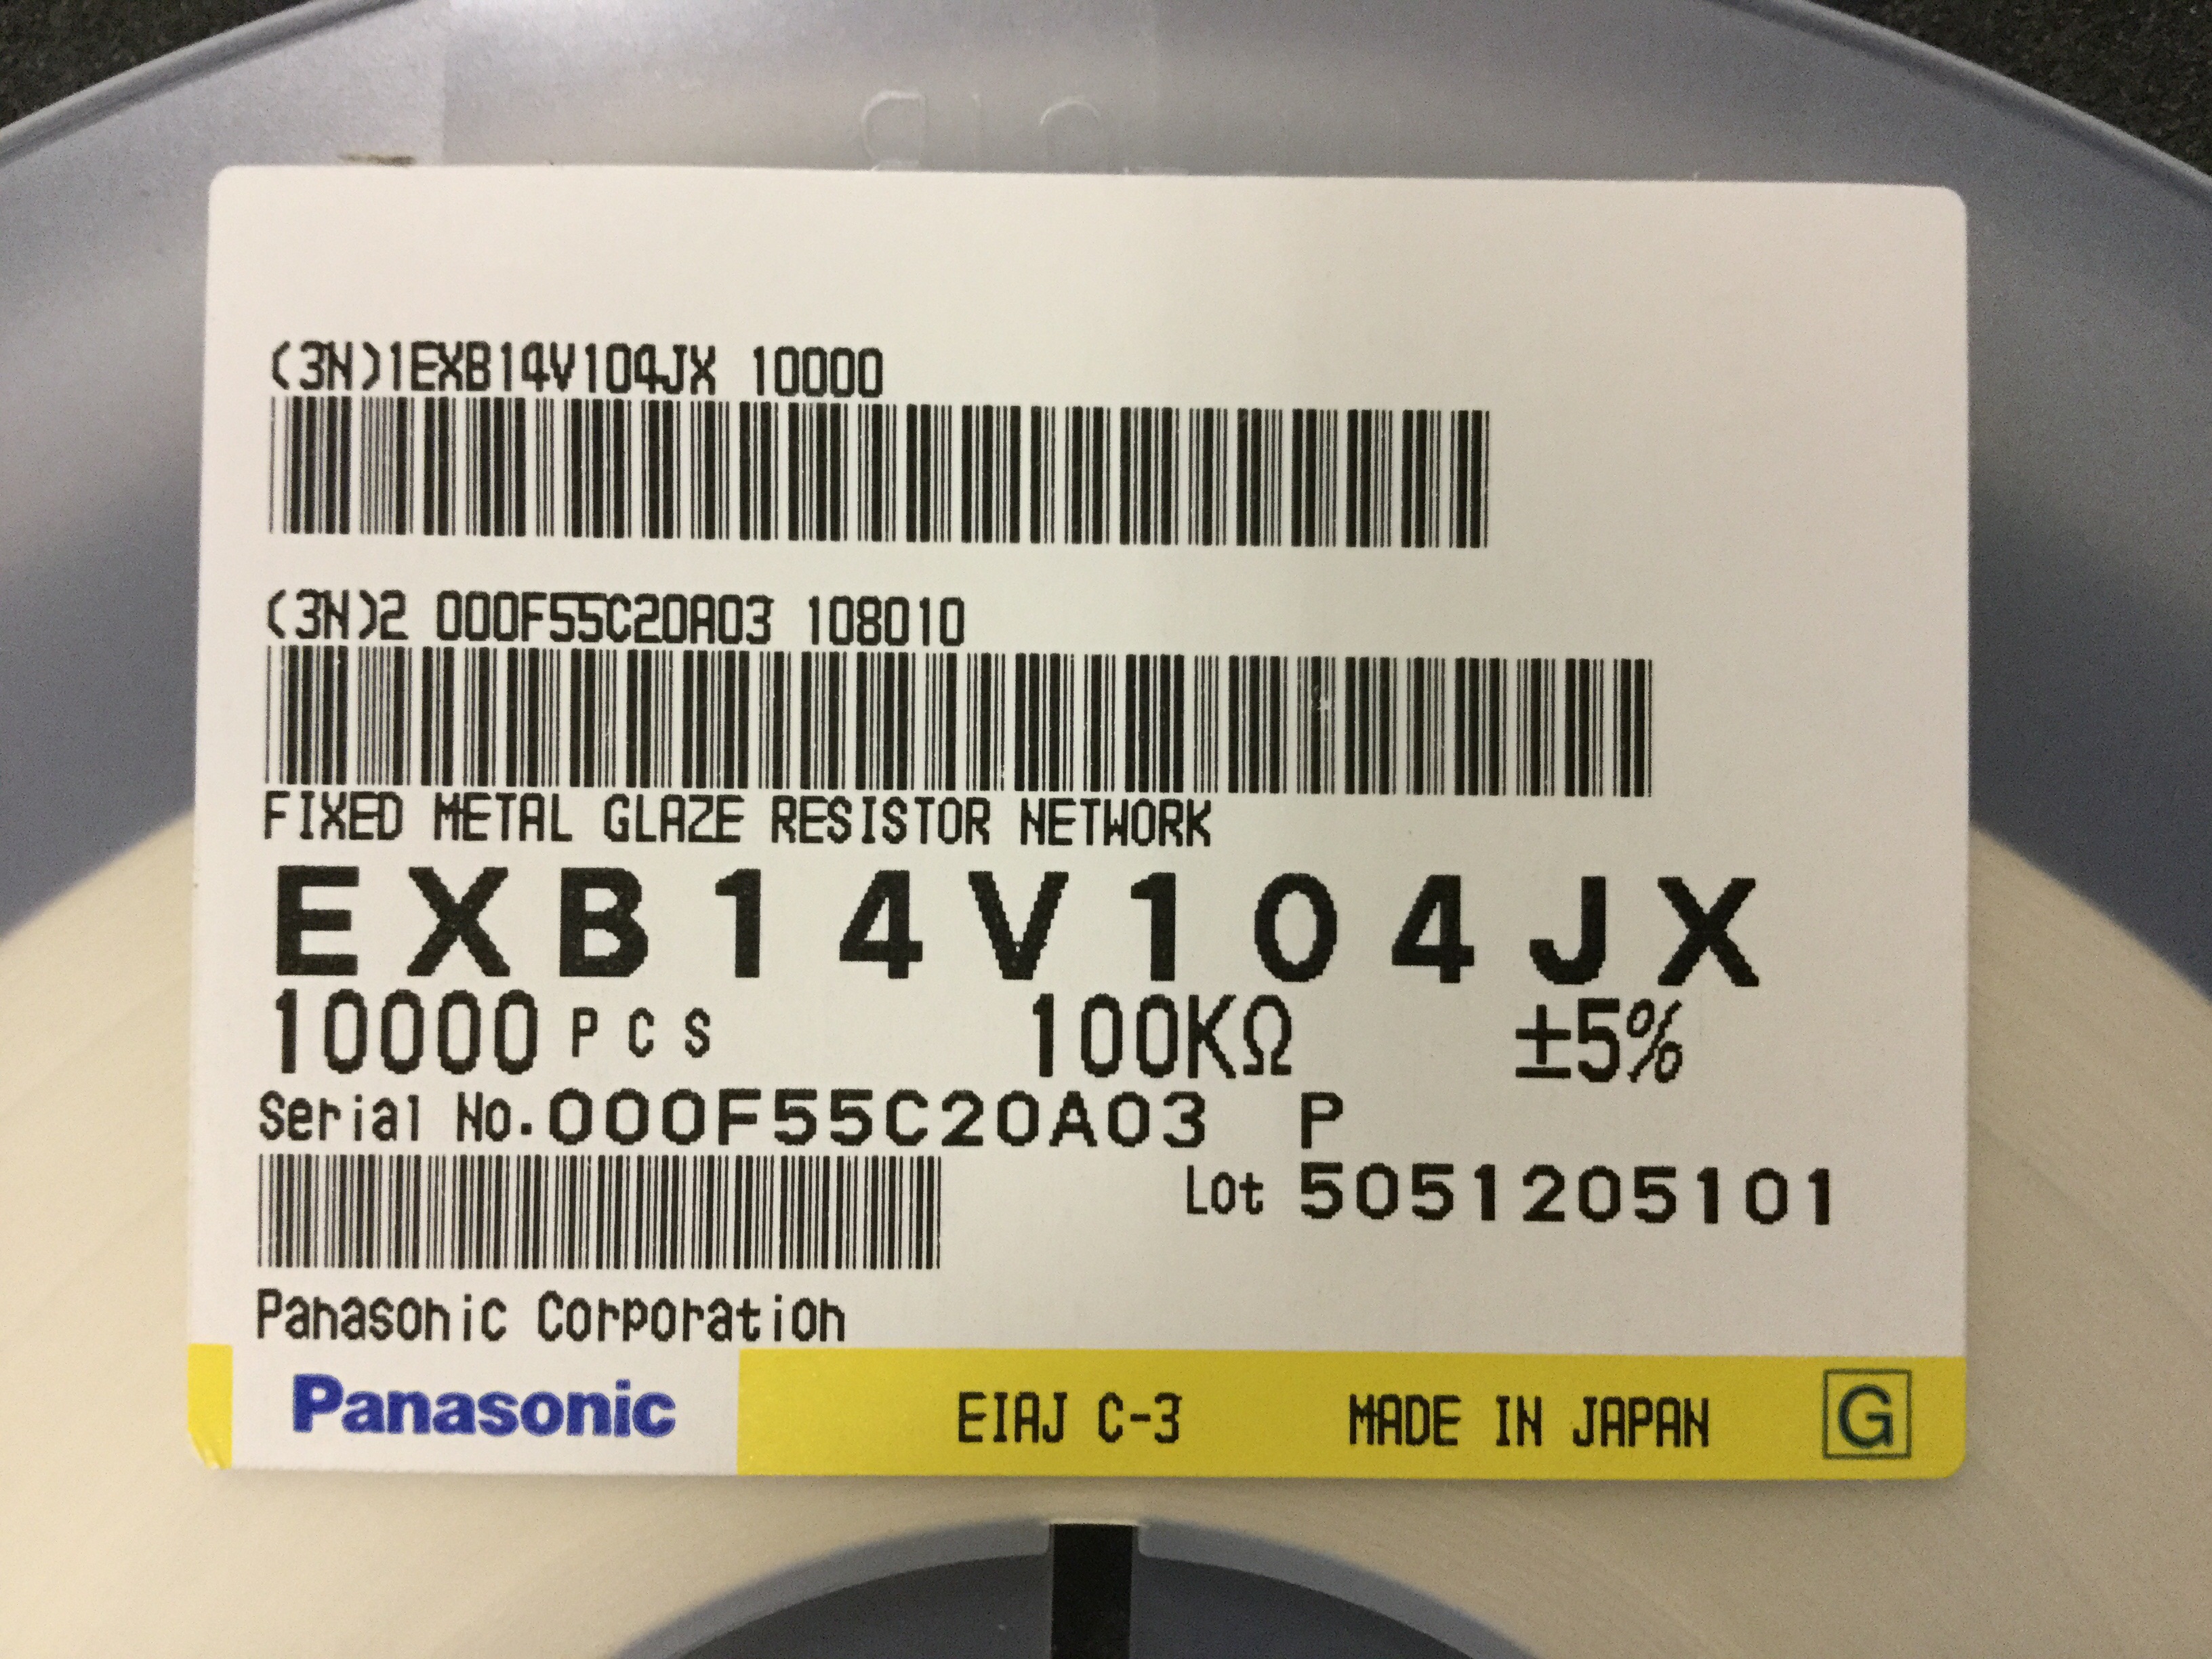 (3N)1EXB14V104JX 10000
(3N)2 000F55C20A03 108010
FIXED METAL GLAZE RESISTOR NETWORK
EXB14V104JX
10000 PCS 100KΩ ±5%
Serial No.000F55C20A03 P
Lot 5051205101
Panasonic Corporation
Panasonic EIAJ C-3 MADE IN JAPAN G